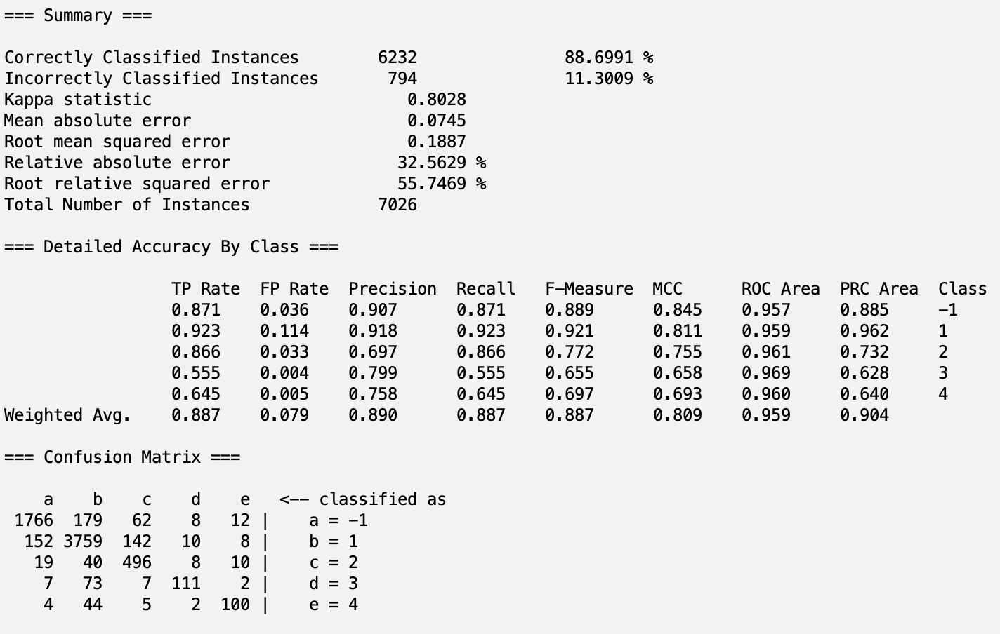 === Summary ===
Correctly Classified Instances 6232 88.6991 %
Incorrectly Classified Instances 794 11.3009 %
Kappa statistic 0.8028
Mean absolute error 0.0745
Root mean squared error 0.1887
Relative absolute error 32.5629 %
Root relative squared error 55.7469 %
Total Number of Instances 7026
=== Detailed Accuracy By Class ===
TP Rate FP Rate Precision Recall F-Measure MCC ROC Area PRC Area Class
0.871 0.036 0.907 0.871 0.889 0.845 0.957 0.885 -1
0.923 0.114 0.918 0.923 0.921 0.811 0.959 0.962 1
0.866 0.033 0.697 0.866 0.772 0.755 0.961 0.732 2
0.555 0.004 0.799 0.555 0.655 0.658 0.969 0.628 3
0.645 0.005 0.758 0.645 0.697 0.693 0.960 0.640 4
Weighted Avg. 0.887 0.079 0.890 0.887 0.887 0.809 0.959 0.904
=== Confusion Matrix ===
a b c d e <-- classified as
1766 179 62 8 12 | a = -1
152 3759 142 10 8 | b = 1
19 40 496 8 10 | c = 2
7 73 7 111 2 | d = 3
4 44 5 2 100 | e = 4